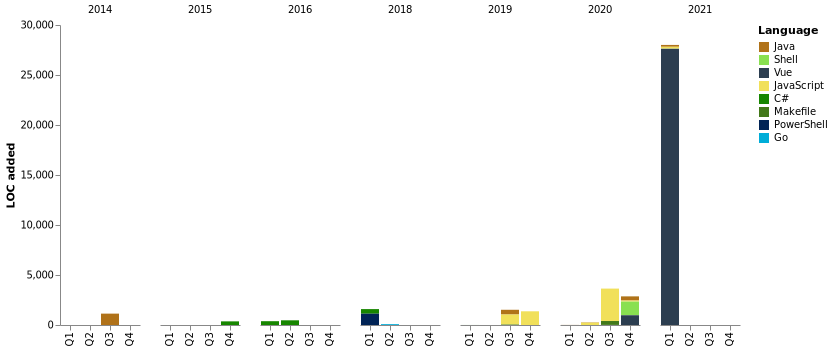 2014 2015 2016 2018 2019 2020 2021
30,000
25,000
20,000
15,000
10,000
5,000
0
LOC added
Q1 Q2 Q3 Q4 Q1 Q2 Q3 Q4 Q1 Q2 Q3 Q4 Q1 Q2 Q3 Q4 Q1 Q2 Q3 Q4 Q1 Q2 Q3 Q4 Q1 Q2 Q3 Q4
Language
Java
Shell
Vue
JavaScript
C#
Makefile
PowerShell
Go